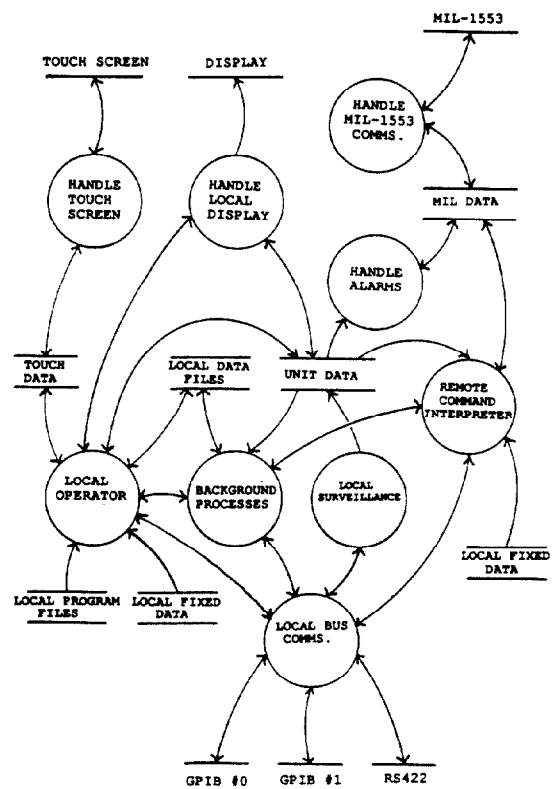 MIL-1553
TOUCH SCREEN
DISPLAY
HANDLE
MIL-1553
COMMS.
HANDLE
TOUCH
SCREEN
HANDLE
LOCAL
DISPLAY
MIL DATA
HANDLE
ALARMS
TOUCH
DATA
LOCAL DATA
FILES
UNIT DATA
REMOTE
COMMAND
INTERPRETER
LOCAL
OPERATOR
BACKGROUND
PROCESSES
LOCAL
SURVEILLANCE
LOCAL FIXED
DATA
LOCAL PROGRAM
FILES
LOCAL FIXED
DATA
LOCAL BUS
COMMS.
GPIB #0
GPIB #1
RS422